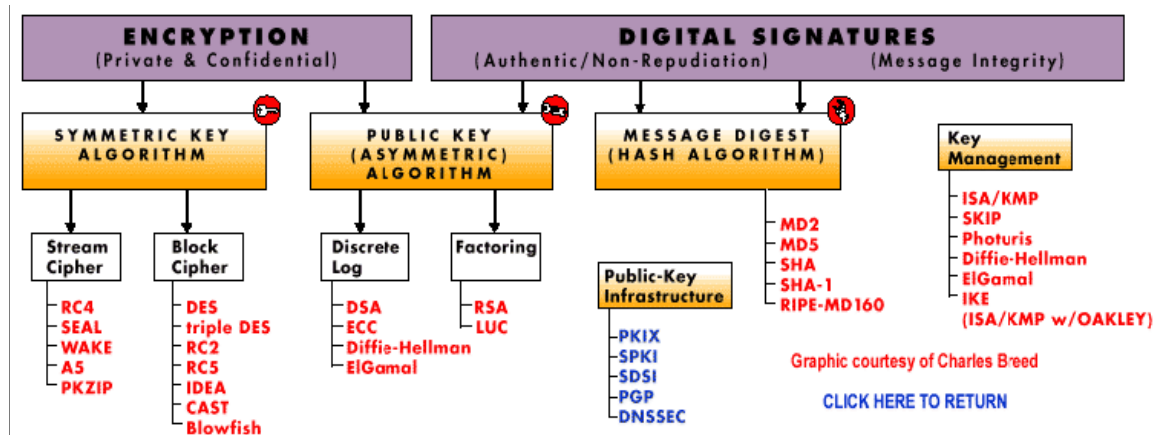 ENCRYPTION
(Private & Confidential)
DIGITAL SIGNATURES
(Authentic/Non-Repudiation)
(Message Integrity)
SYMMETRIC KEY
ALGORITHM
PUBLIC KEY
(ASYMMETRIC)
ALGORITHM
MESSAGE DIGEST
(HASH ALGORITHM)
Key
Management
Stream
Cipher
RC4
SEAL
WAKE
A5
PKZIP
Block
Cipher
DES
triple DES
RC2
RC5
IDEA
CAST
Blowfish
Discrete
Log
DSA
ECC
Diffie-Hellman
ElGamal
Factoring
RSA
LUC
Public-Key
Infrastructure
PKIX
SPKI
SDSI
PGP
DNSSEC
MD2
MD5
SHA
SHA-1
RIPE-MD160
ISA/KMP
SKIP
Photuris
Diffie-Hellman
ElGamal
IKE
(ISA/KMP w/OAKLEY)
Graphic courtesy of Charles Breed
CLICK HERE TO RETURN